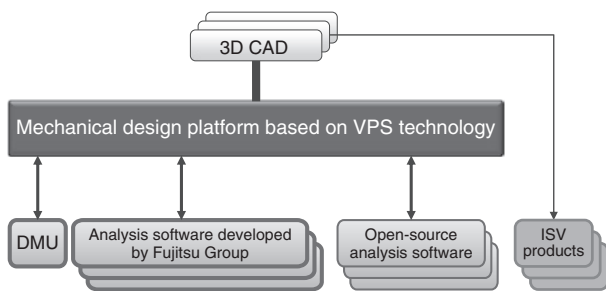 3D CAD
Mechanical design platform based on VPS technology
DMU
Analysis software developed
by Fujitsu Group
Open-source
analysis software
ISV
products